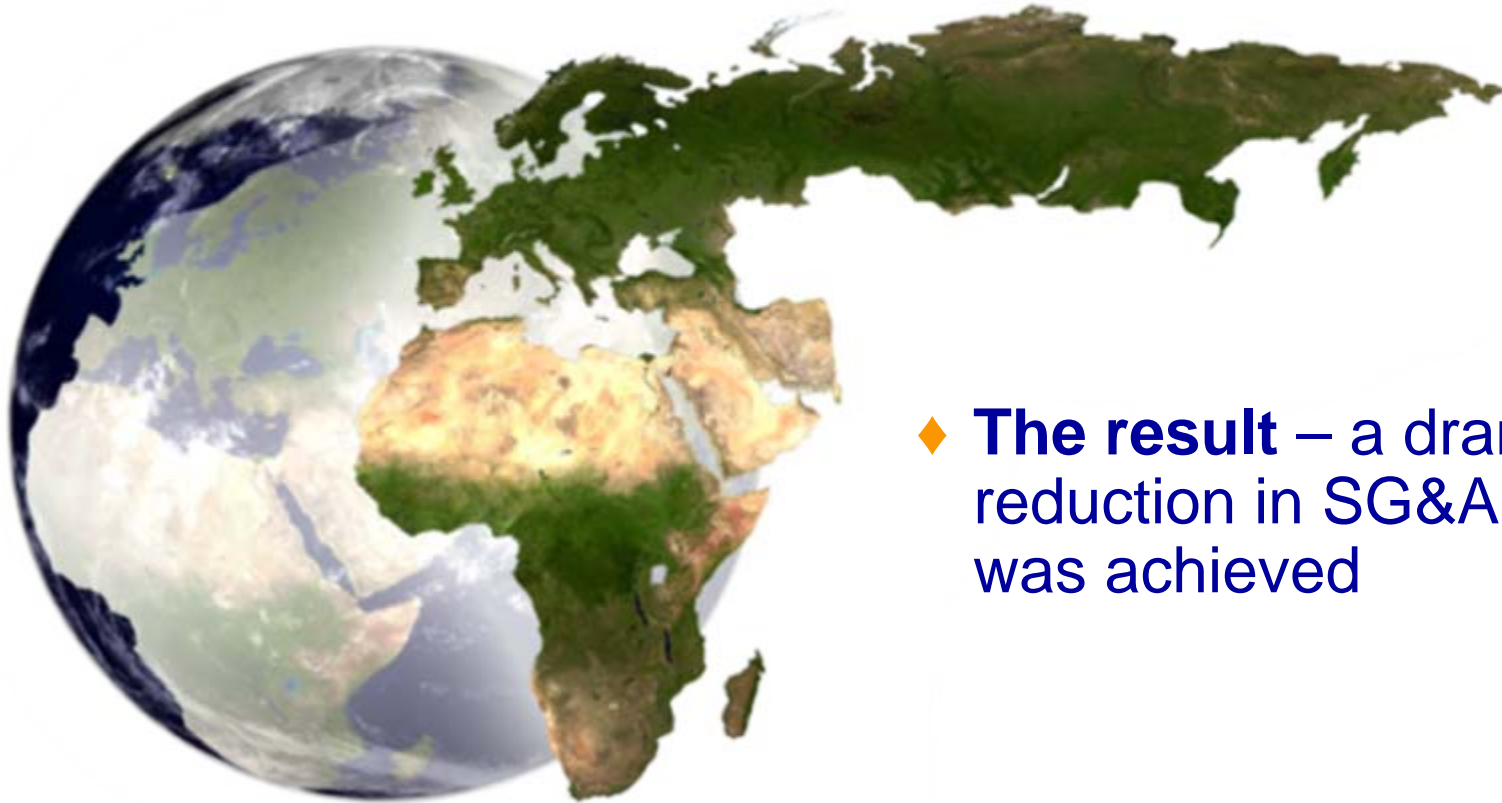 ♦ The result – a
reduction in SG&A
was achieved